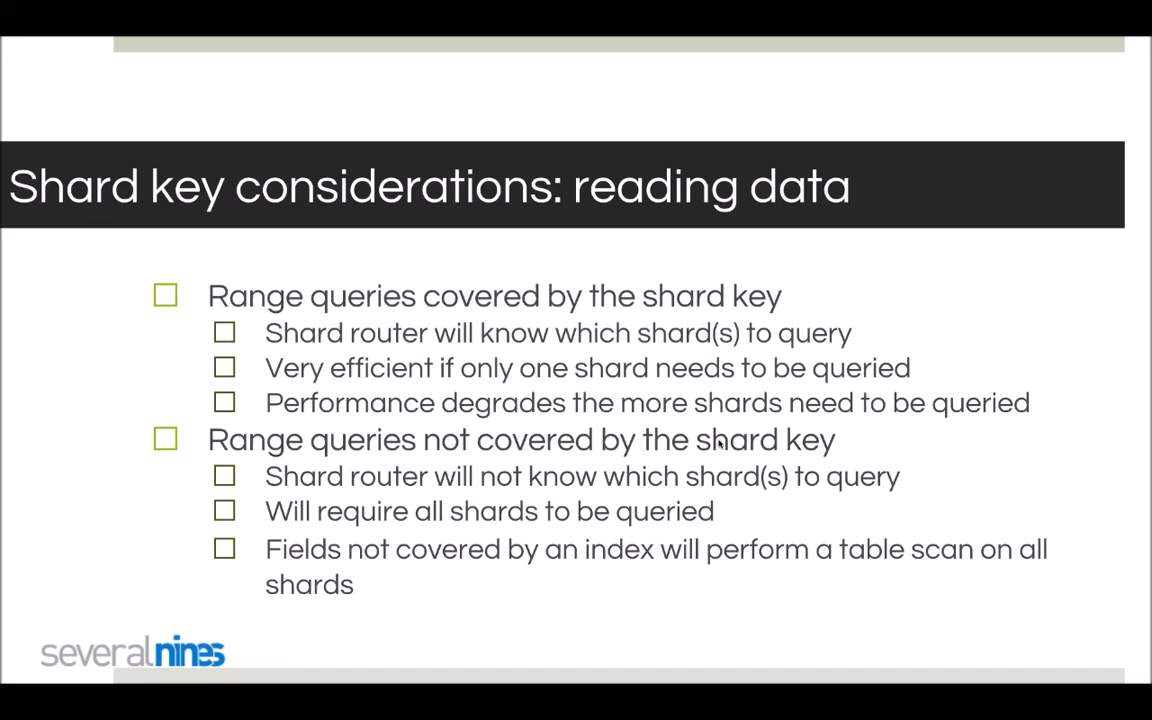 Shard key considerations: reading data
Range queries covered by the shard key
Shard router will know which shard(s) to query
Very efficient if only one shard needs to be queried
Performance degrades the more shards need to be queried
Range queries not covered by the shard key
Shard router will not know which shard(s) to query
Will require all shards to be queried
Fields not covered by an index will perform a table scan on all
shards
severalnines